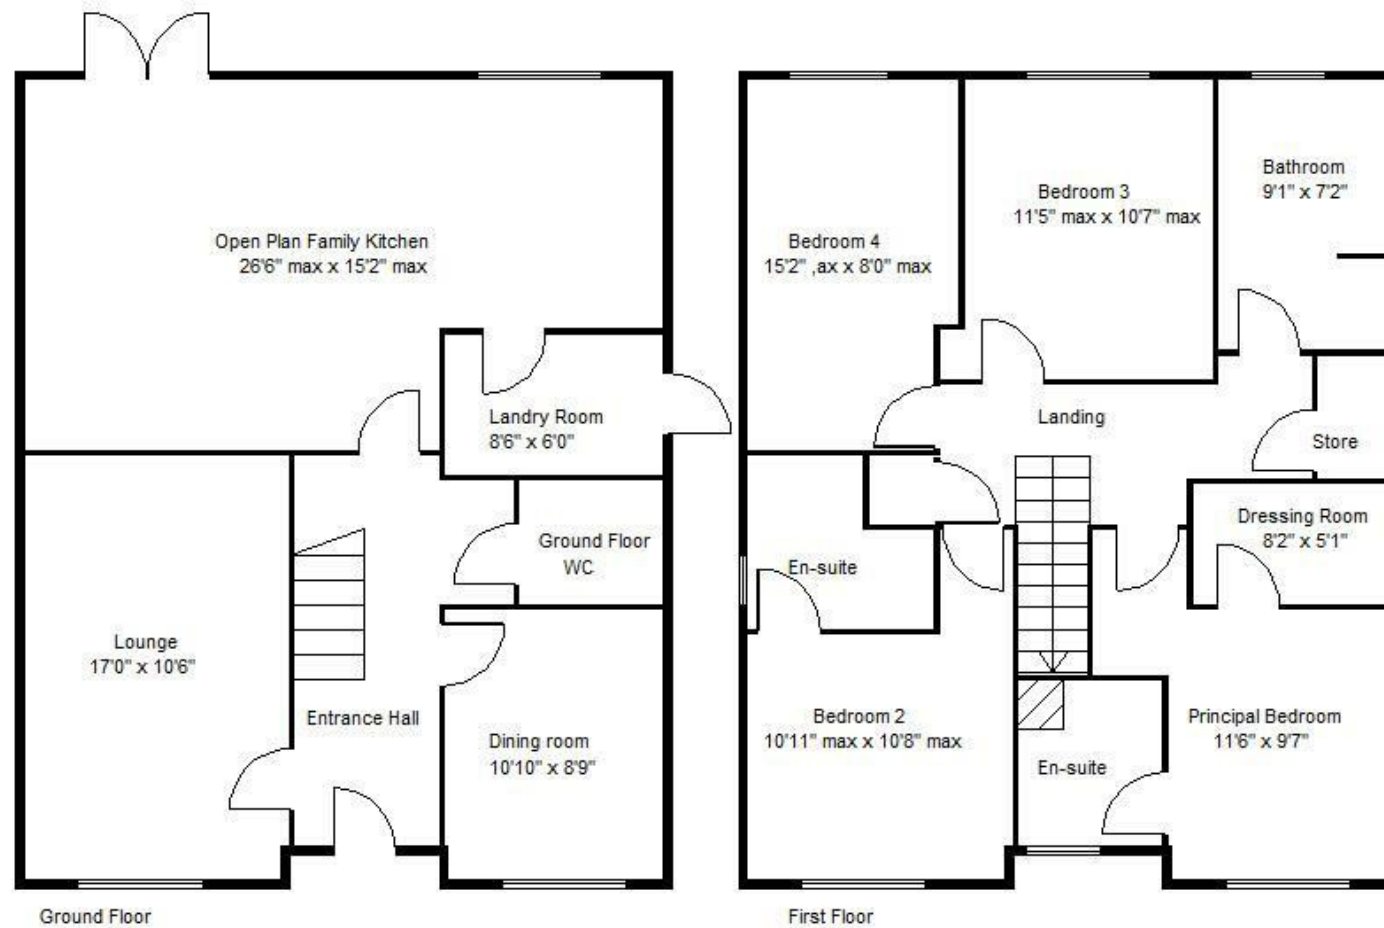 Open Plan Family Kitchen
26'6" max x 15'2" max
Landry Room
8'6" x 6'0"
Ground Floor
WC
Lounge
17'0" x 10'6"
Entrance Hall
Dining room
10'10" x 8'9"
Ground Floor
Bedroom 4
15'2" ,ax x 8'0" max
Bedroom 3
11'5" max x 10'7" max
Bathroom
9'1" x 7'2"
Landing
Store
Dressing Room
8'2" x 5'1"
En-suite
Bedroom 2
10'11" max x 10'8" max
En-suite
Principal Bedroom
11'6" x 9'7"
First Floor